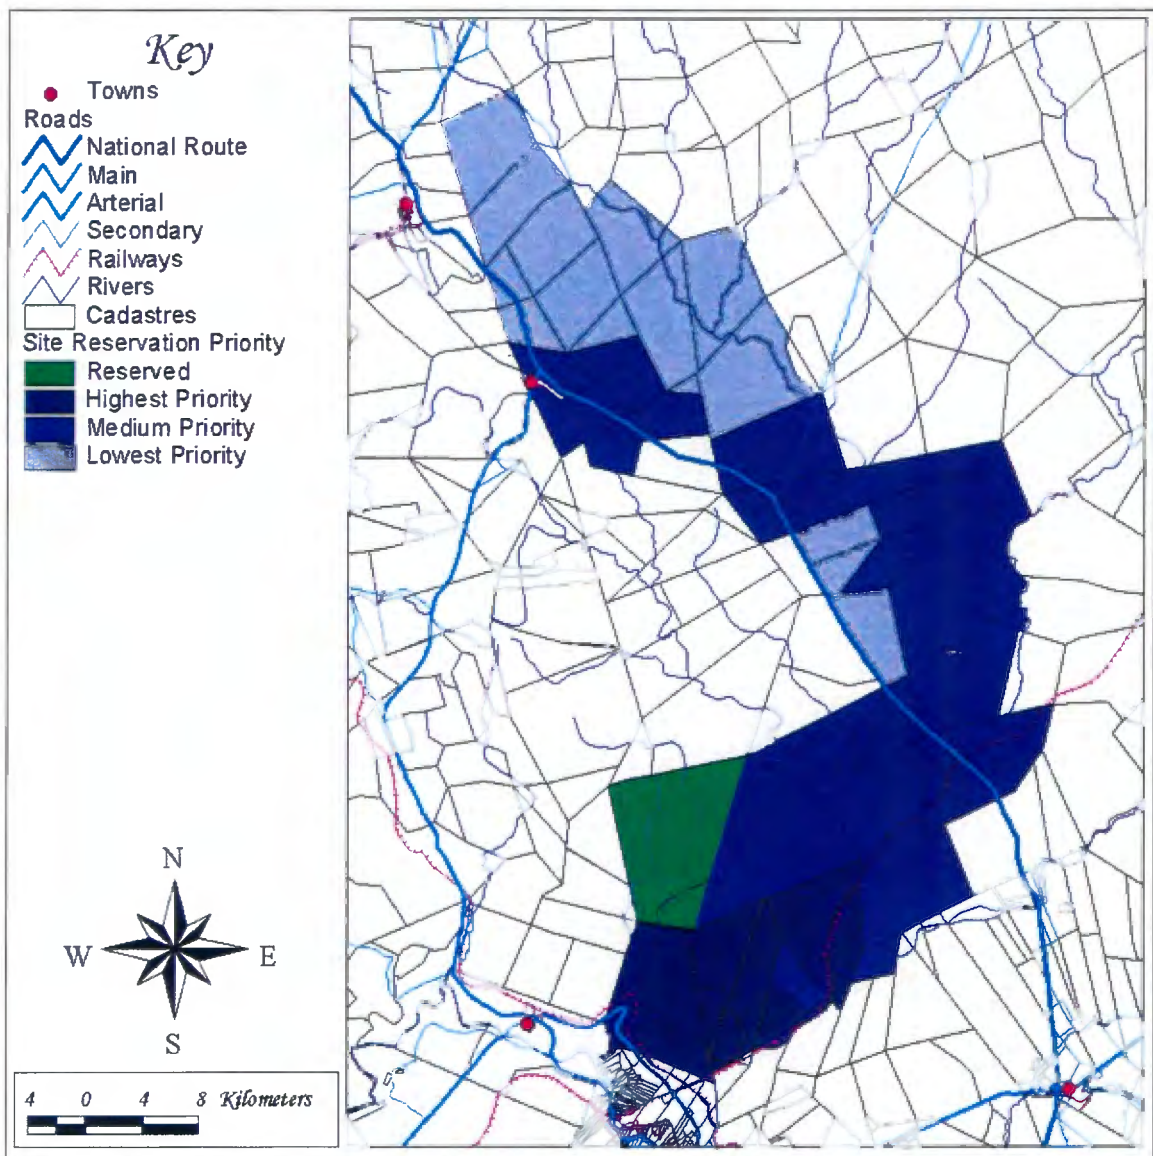 Key
Towns
Roads
National Route
Main
Arterial
Secondary
Railways
Rivers
Cadastres
Site Reservation Priority
Reserved
Highest Priority
Medium Priority
Lowest Priority
N
W E
S
4 0 4 8 Kilometers